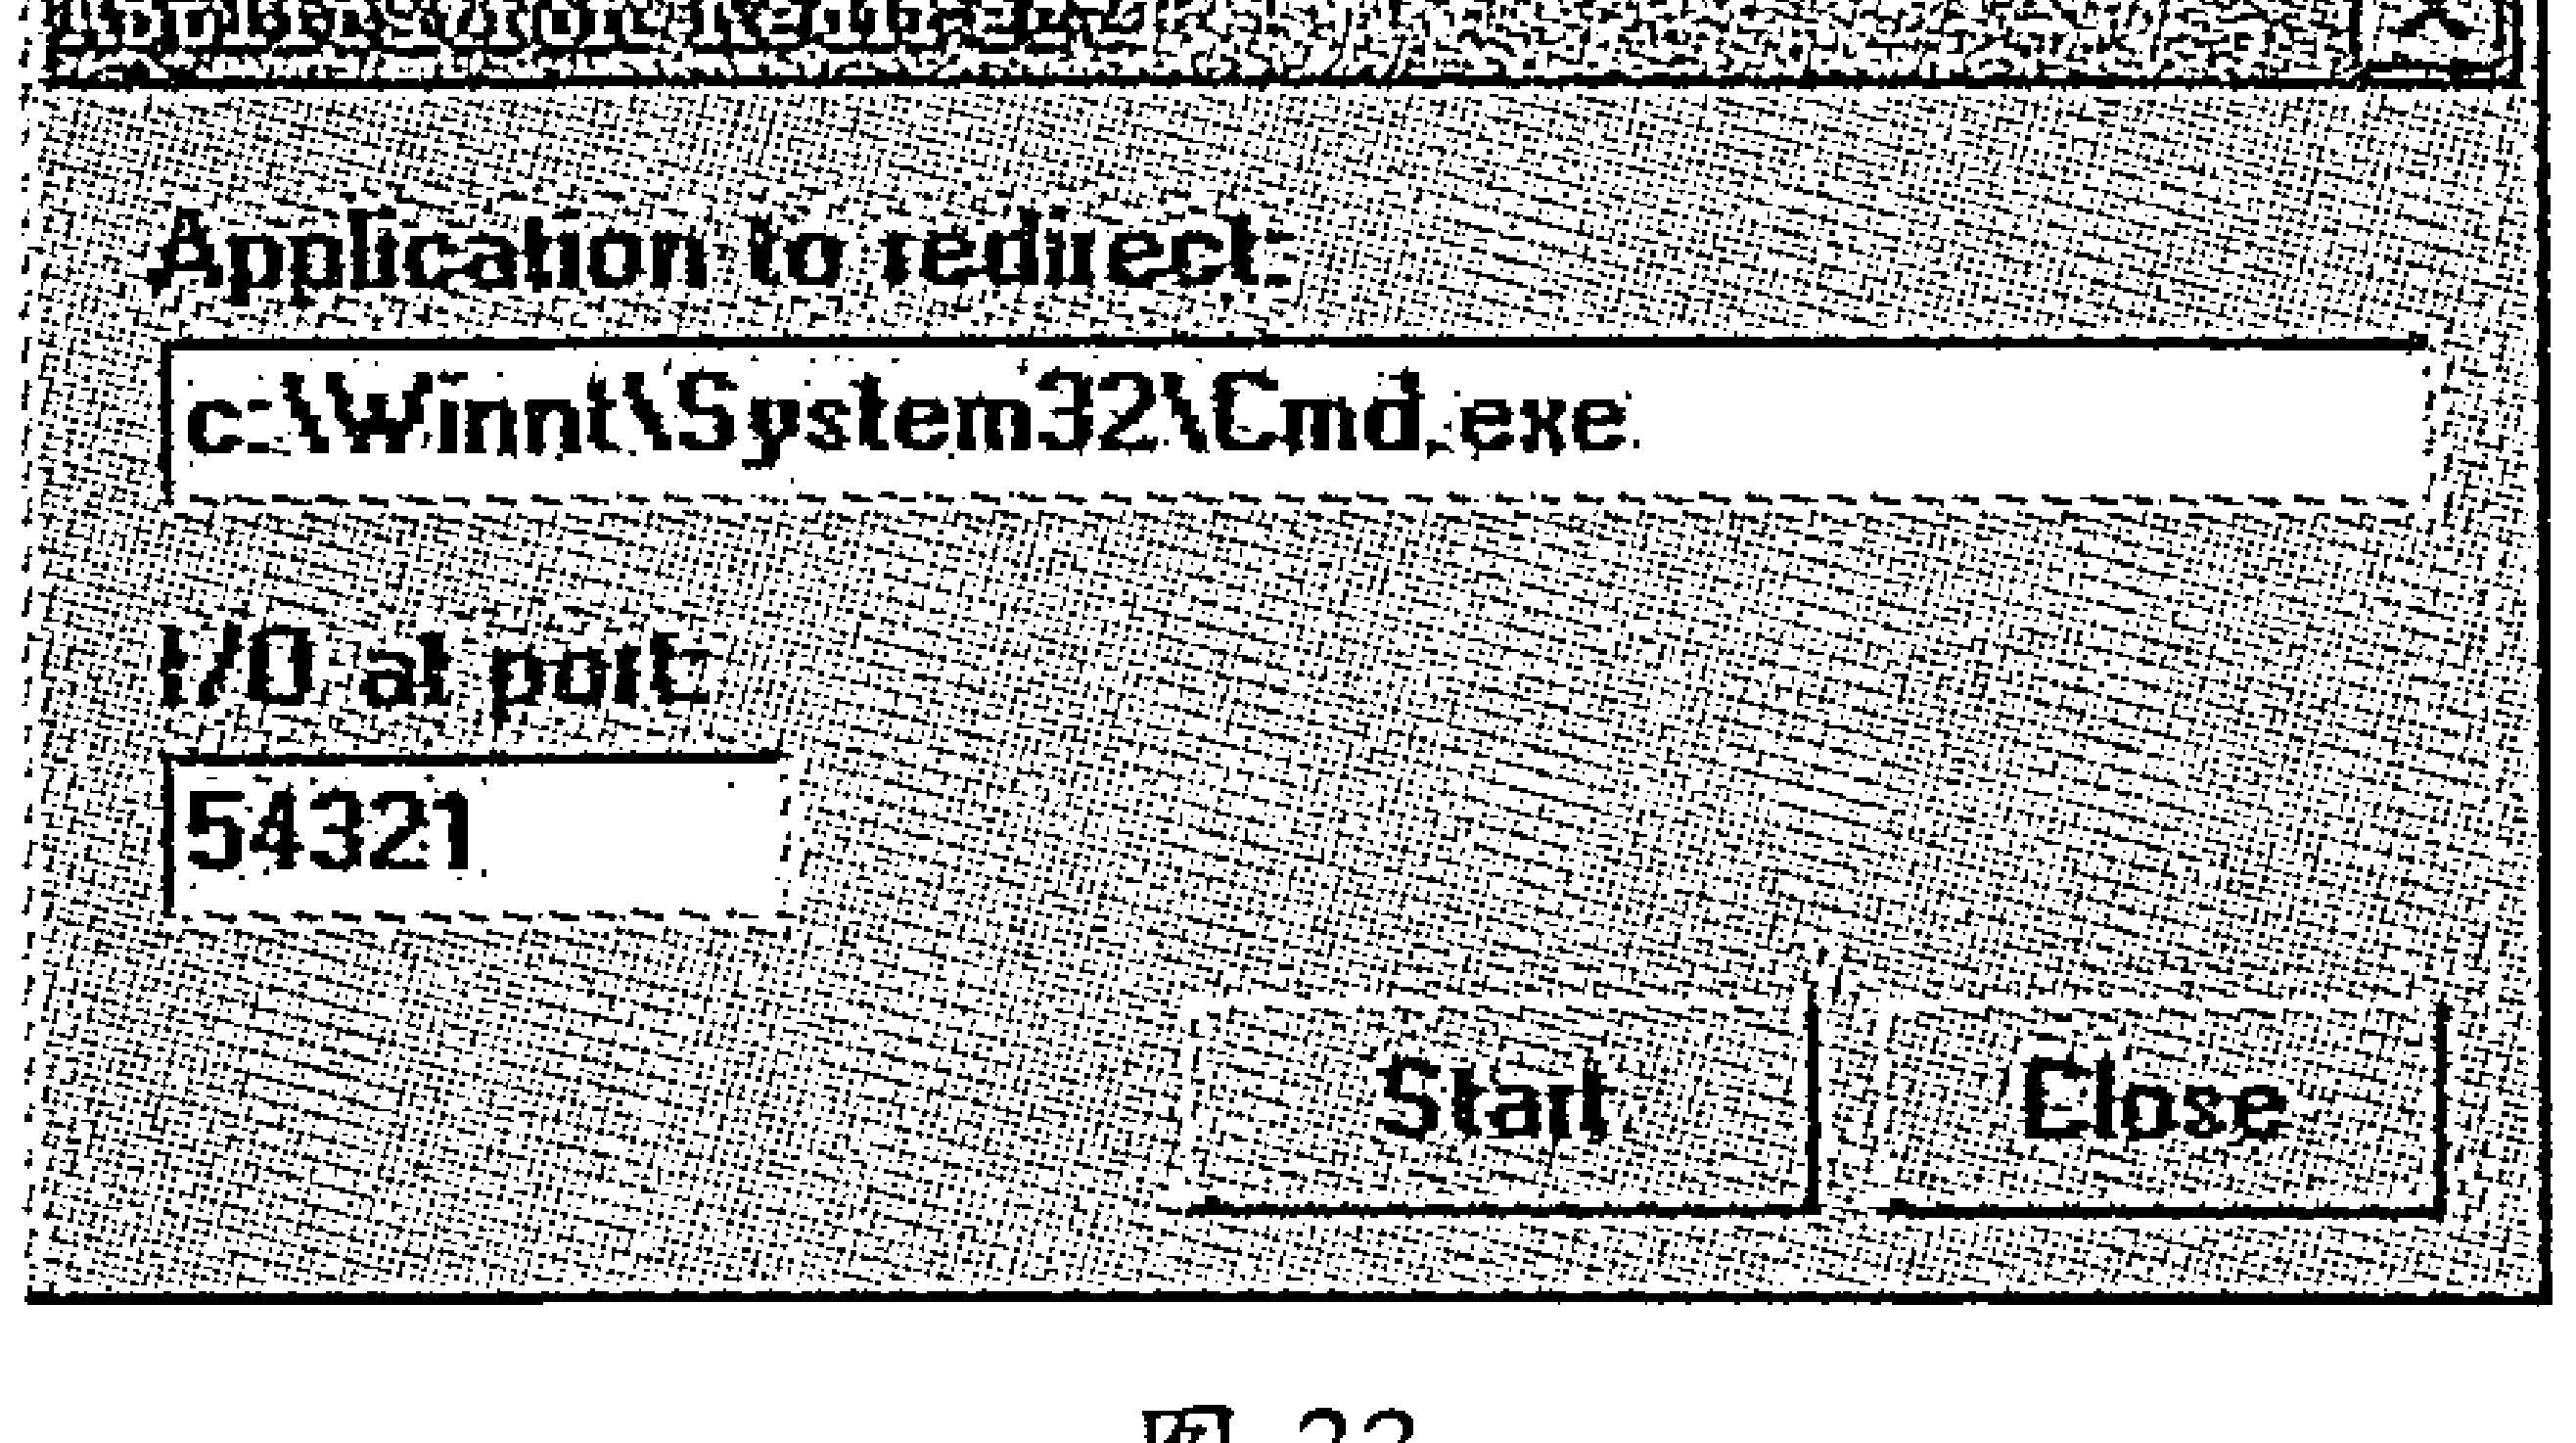 Application to redirect:
c:\Winnt\System32\Cmd.exe
I/O at port:
54321
Start Close